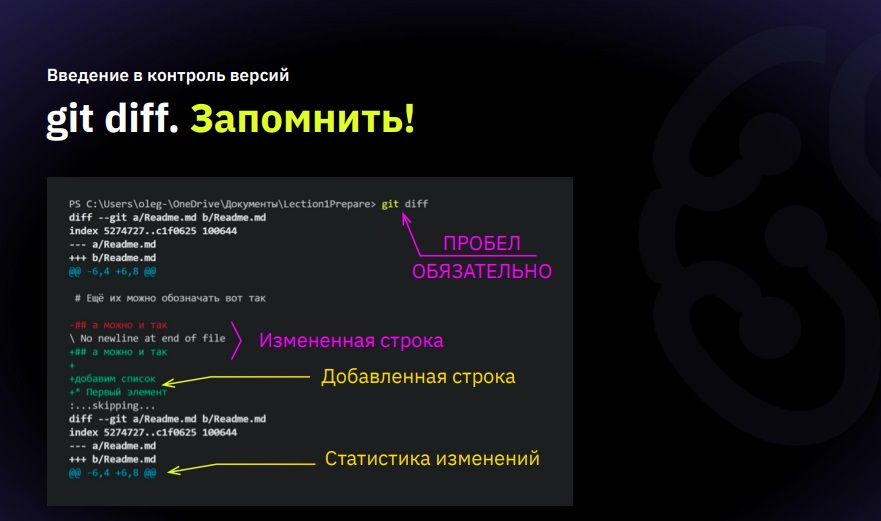 Введение в контроль версий
git diff. Запомнить!
PS C:\Users\oleg-\OneDrive\Документы\Lection1Prepare> git diff
diff --git a/Readme.md b/Readme.md
index 5274727..c1f0625 100644
--- a/Readme.md
+++ b/Readme.md
@@ -6,4 +6,8 @@
ПРОБЕЛ
ОБЯЗАТЕЛЬНО
# Ещё их можно обозначать вот так
-## а можно и так
\ No newline at end of file
+## а можно и так
Измененная строка
+
+добавим список
+* Первый элемент
Добавленная строка
:...skipping...
diff --git a/Readme.md b/Readme.md
index 5274727..c1f0625 100644
--- a/Readme.md
+++ b/Readme.md
@@ -6,4 +6,8 @@
Статистика изменений